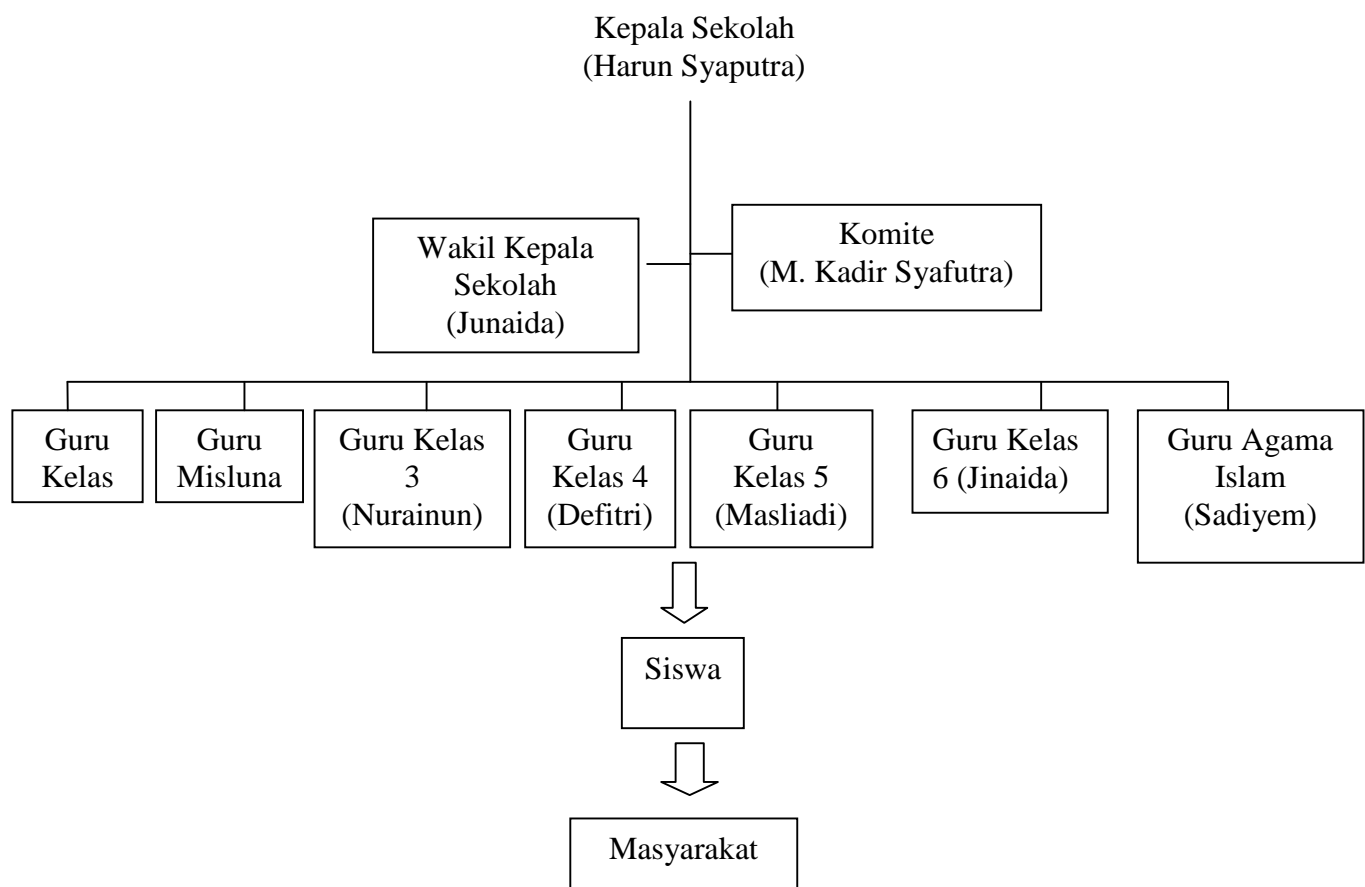 Kepala Sekolah
(Harun Syaputra)
Wakil Kepala
Sekolah
(Junaida)
Komite
(M. Kadir Syafutra)
Guru
Kelas
Guru
Misluna
Guru Kelas
3
(Nurainun)
Guru
Kelas 4
(Defitri)
Guru
Kelas 5
(Masliadi)
Guru Kelas
6 (Jinaida)
Guru Agama
Islam
(Sadiyem)
Siswa
Masyarakat